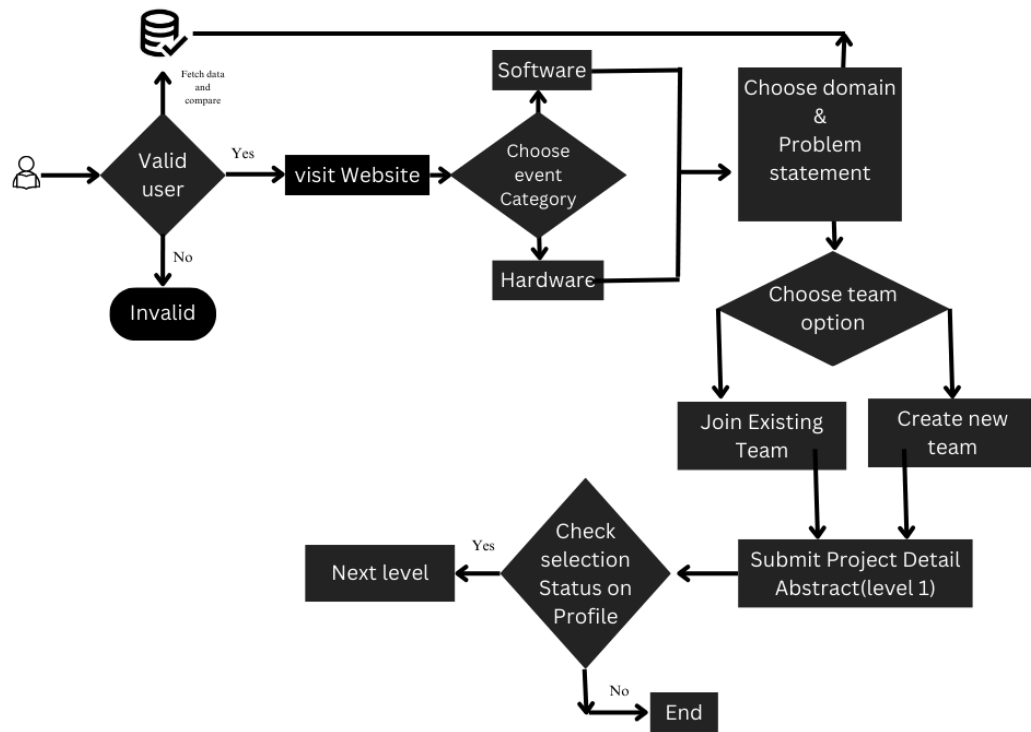 Fetch data
and
compare
Valid
user
Yes
No
Invalid
visit Website
Software
Choose
event
Category
Hardware
Choose domain
&
Problem
statement
Choose team
option
Join Existing
Team
Create new
team
Submit Project Detail
Abstract(level 1)
Check
selection
Status on
Profile
Yes
Next level
No
End